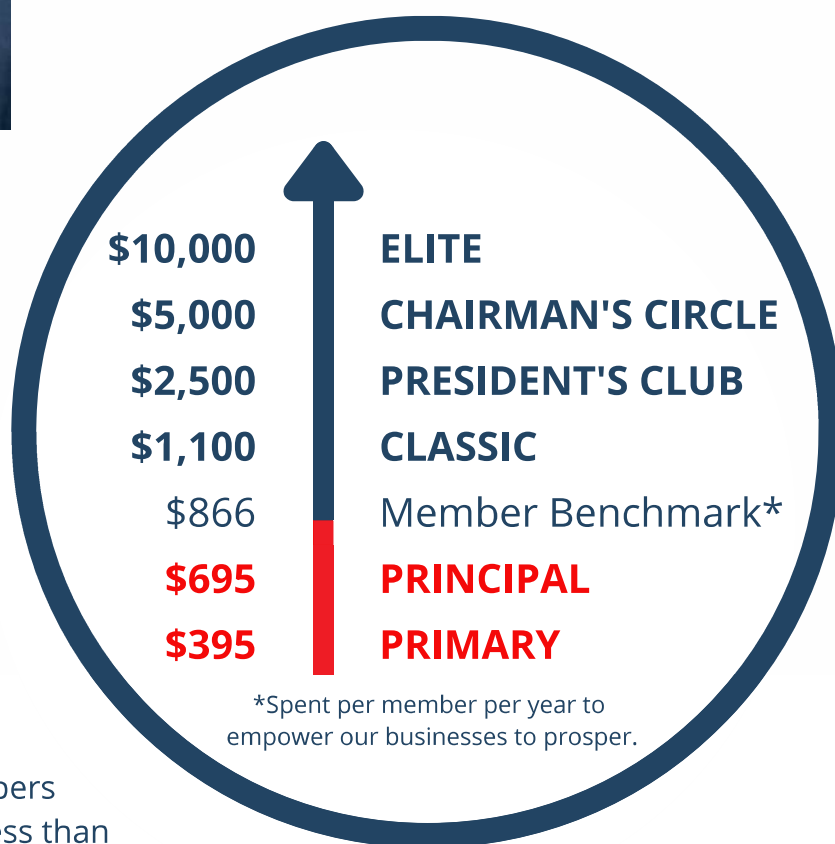 $10,000 ELITE
$5,000 CHAIRMAN'S CIRCLE
$2,500 PRESIDENT'S CLUB
$1,100 CLASSIC
$866 Member Benchmark*
$695 PRINCIPAL
$395 PRIMARY
*Spent per member per year to
empower our businesses to prosper.
than